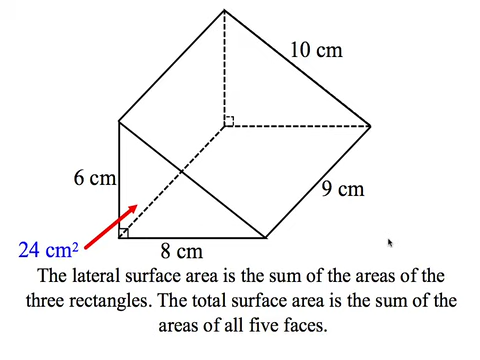 10 cm
6 cm
9 cm
24 cm²
8 cm
The lateral surface area is the sum of the areas of the
three rectangles. The total surface area is the sum of the
areas of all five faces.